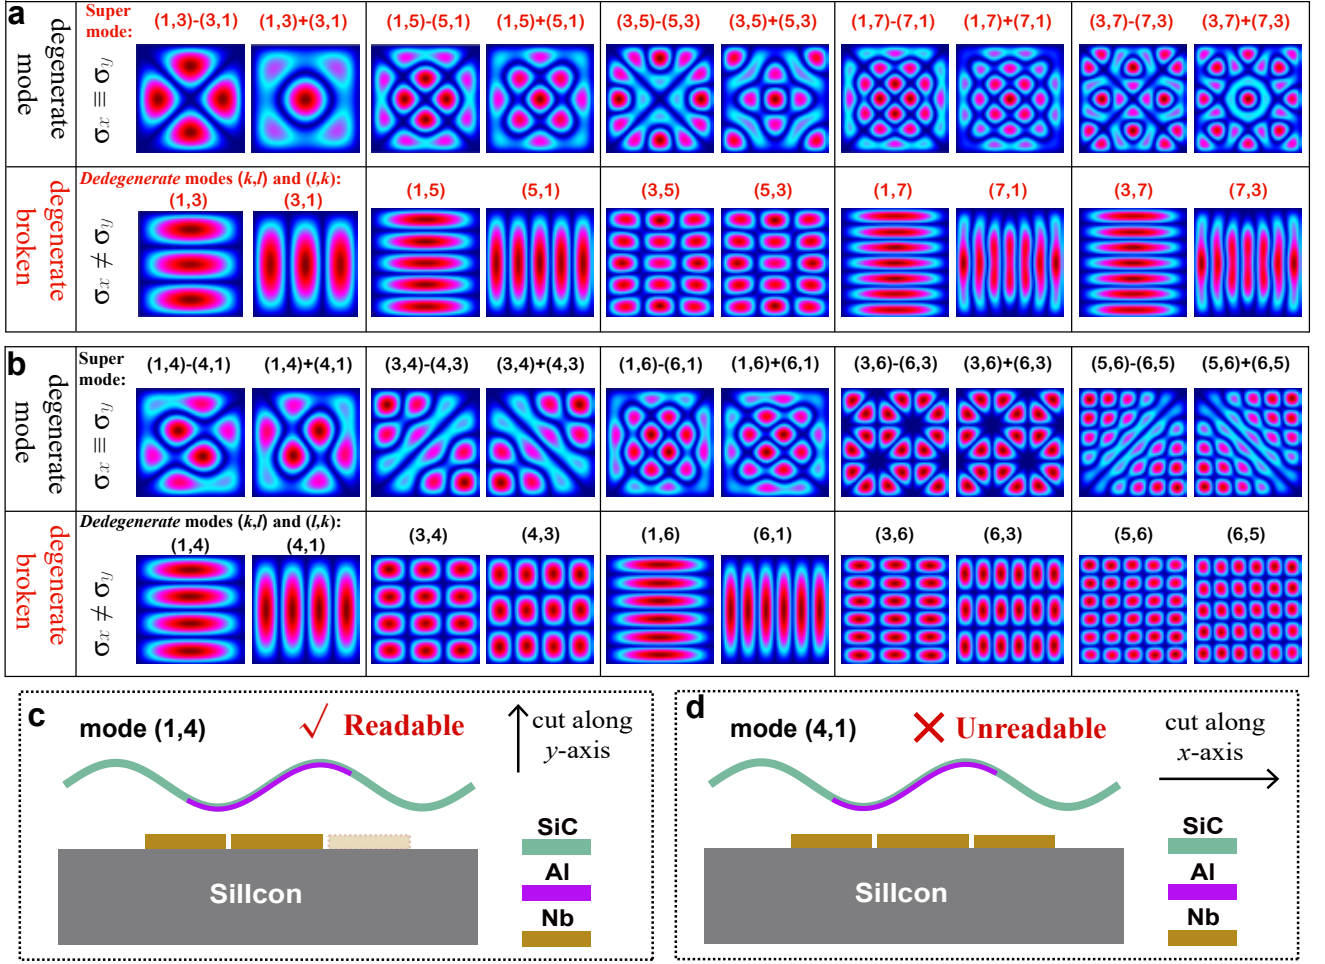 a
degenerate mode
σx ≡ σy
Super mode:
(1,3)-(3,1) (1,3)+(3,1) (1,5)-(5,1) (1,5)+(5,1) (3,5)-(5,3) (3,5)+(5,3) (1,7)-(7,1) (1,7)+(7,1) (3,7)-(7,3) (3,7)+(7,3)
degenerate broken
σx ≠ σy
Dedegenerate modes (k,l) and (l,k):
(1,3) (3,1) (1,5) (5,1) (3,5) (5,3) (1,7) (7,1) (3,7) (7,3)
b
degenerate mode
σx ≡ σy
Super mode:
(1,4)-(4,1) (1,4)+(4,1) (3,4)-(4,3) (3,4)+(4,3) (1,6)-(6,1) (1,6)+(6,1) (3,6)-(6,3) (3,6)+(6,3) (5,6)-(6,5) (5,6)+(6,5)
degenerate broken
σx ≠ σy
Dedegenerate modes (k,l) and (l,k):
(1,4) (4,1) (3,4) (4,3) (1,6) (6,1) (3,6) (6,3) (5,6) (6,5)
c
mode (1,4)
√ Readable
cut along
y-axis
SiC
Al
Nb
SilIcon
d
mode (4,1)
✕ Unreadable
cut along
x-axis
SiC
Al
Nb
SilIcon